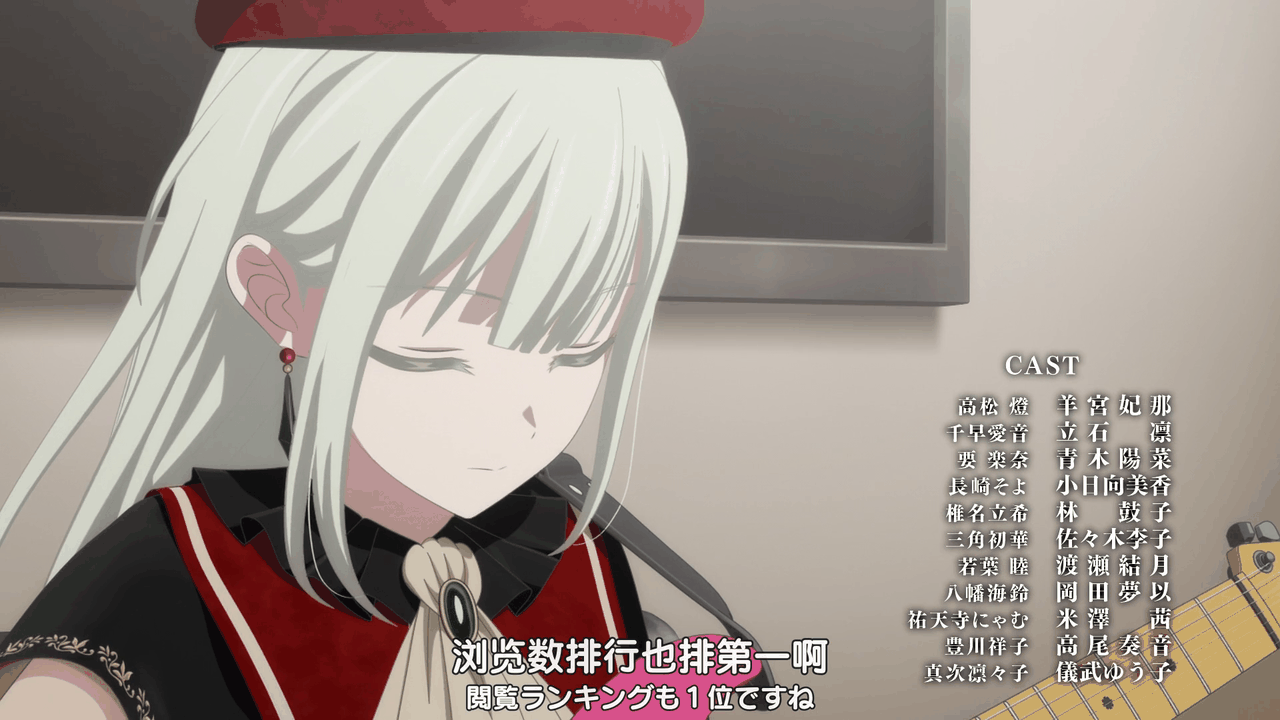 CAST
高松 燈 羊宮妃那
千早愛音 立石 凛
要 楽奈 青木陽菜
長崎そよ 小日向美香
椎名立希 林 鼓子
三角初華 佐々木李子
若葉 睦 渡瀬結月
八幡海鈴 岡田夢以
祐天寺にゃむ 米澤 茜
豊川祥子 高尾奏音
真次凛々子 儀武ゆう子
浏览数排行也排第一啊
閲覧ランキングも1位ですね